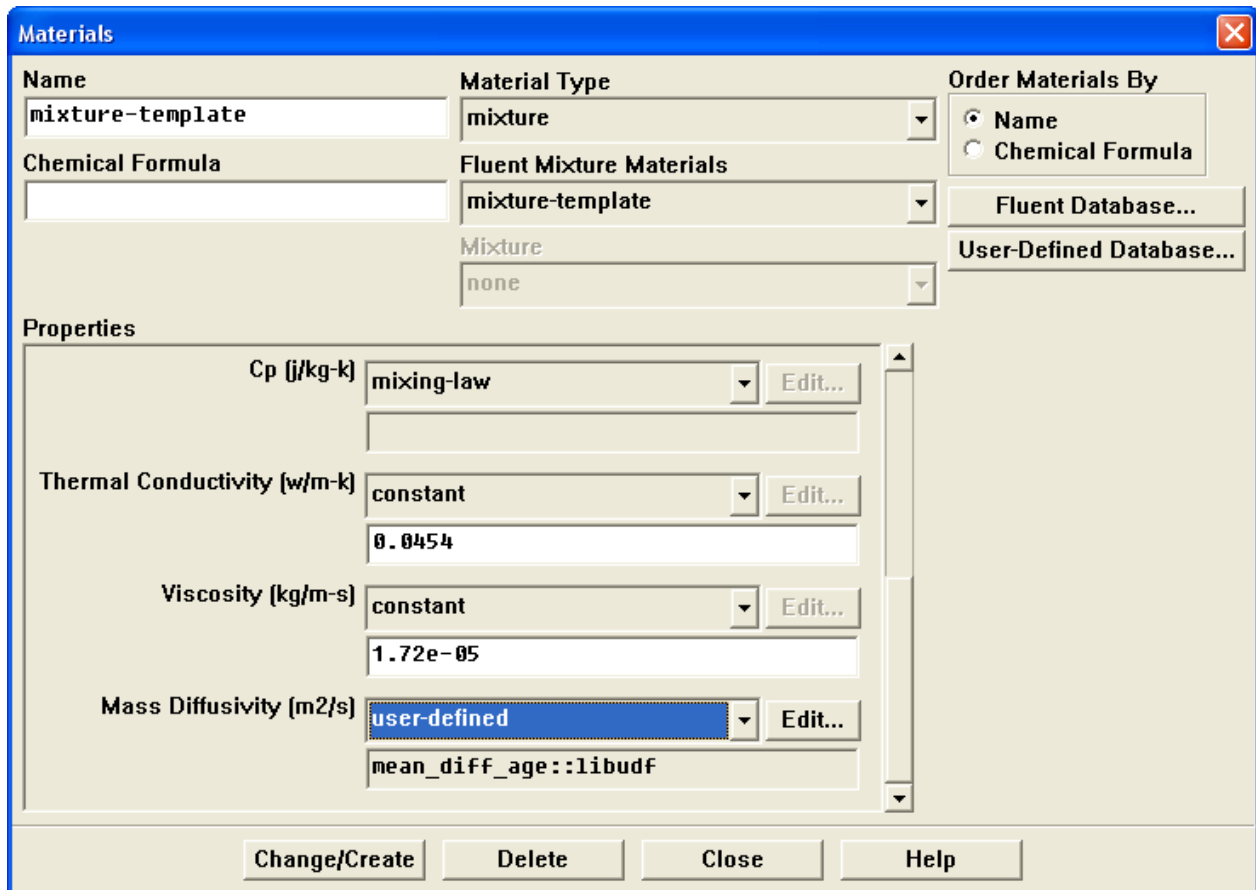 Materials
Name
mixture-template
Material Type
mixture
Order Materials By
Name
Chemical Formula
Chemical Formula
Fluent Mixture Materials
mixture-template
Fluent Database...
Mixture
none
User-Defined Database...
Properties
Cp (j/kg-k) mixing-law Edit...
Thermal Conductivity (w/m-k) constant Edit...
0.0454
Viscosity (kg/m-s) constant Edit...
1.72e-05
Mass Diffusivity (m2/s) user-defined Edit...
mean_diff_age::libudf
Change/Create Delete Close Help